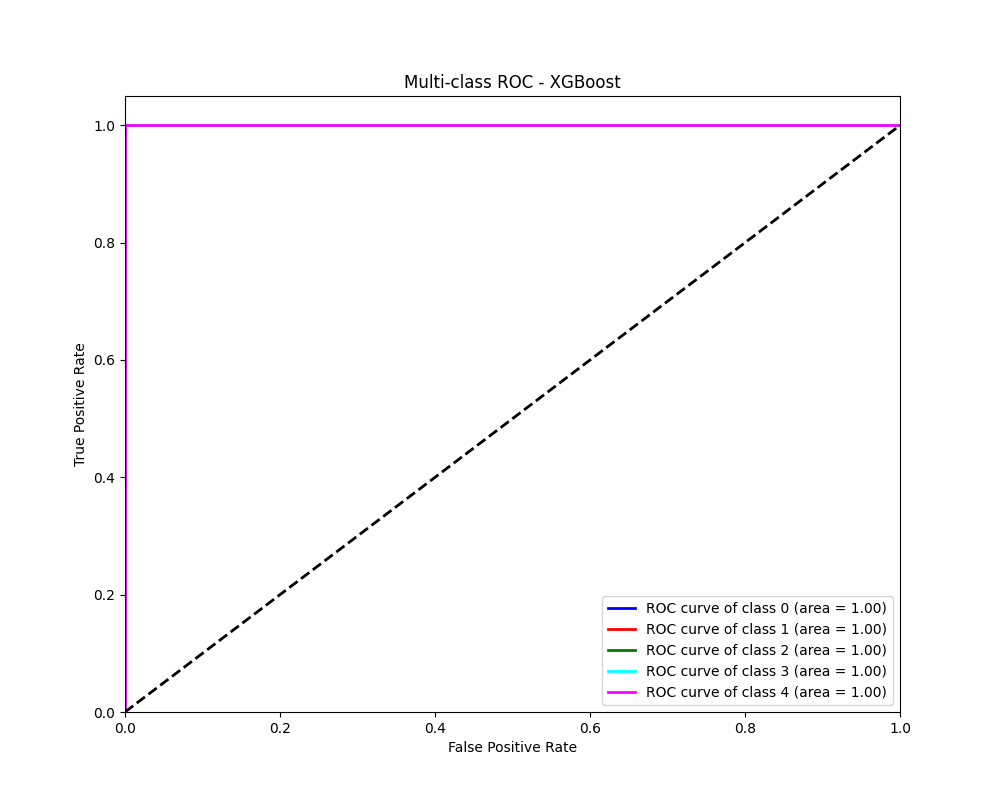 Multi-class ROC - XGBoost
1.0
0.8
0.6
0.4
0.2
0.0
True Positive Rate
ROC curve of class 0 (area = 1.00)
ROC curve of class 1 (area = 1.00)
ROC curve of class 2 (area = 1.00)
ROC curve of class 3 (area = 1.00)
ROC curve of class 4 (area = 1.00)
0.0 0.2 0.4 0.6 0.8 1.0
False Positive Rate